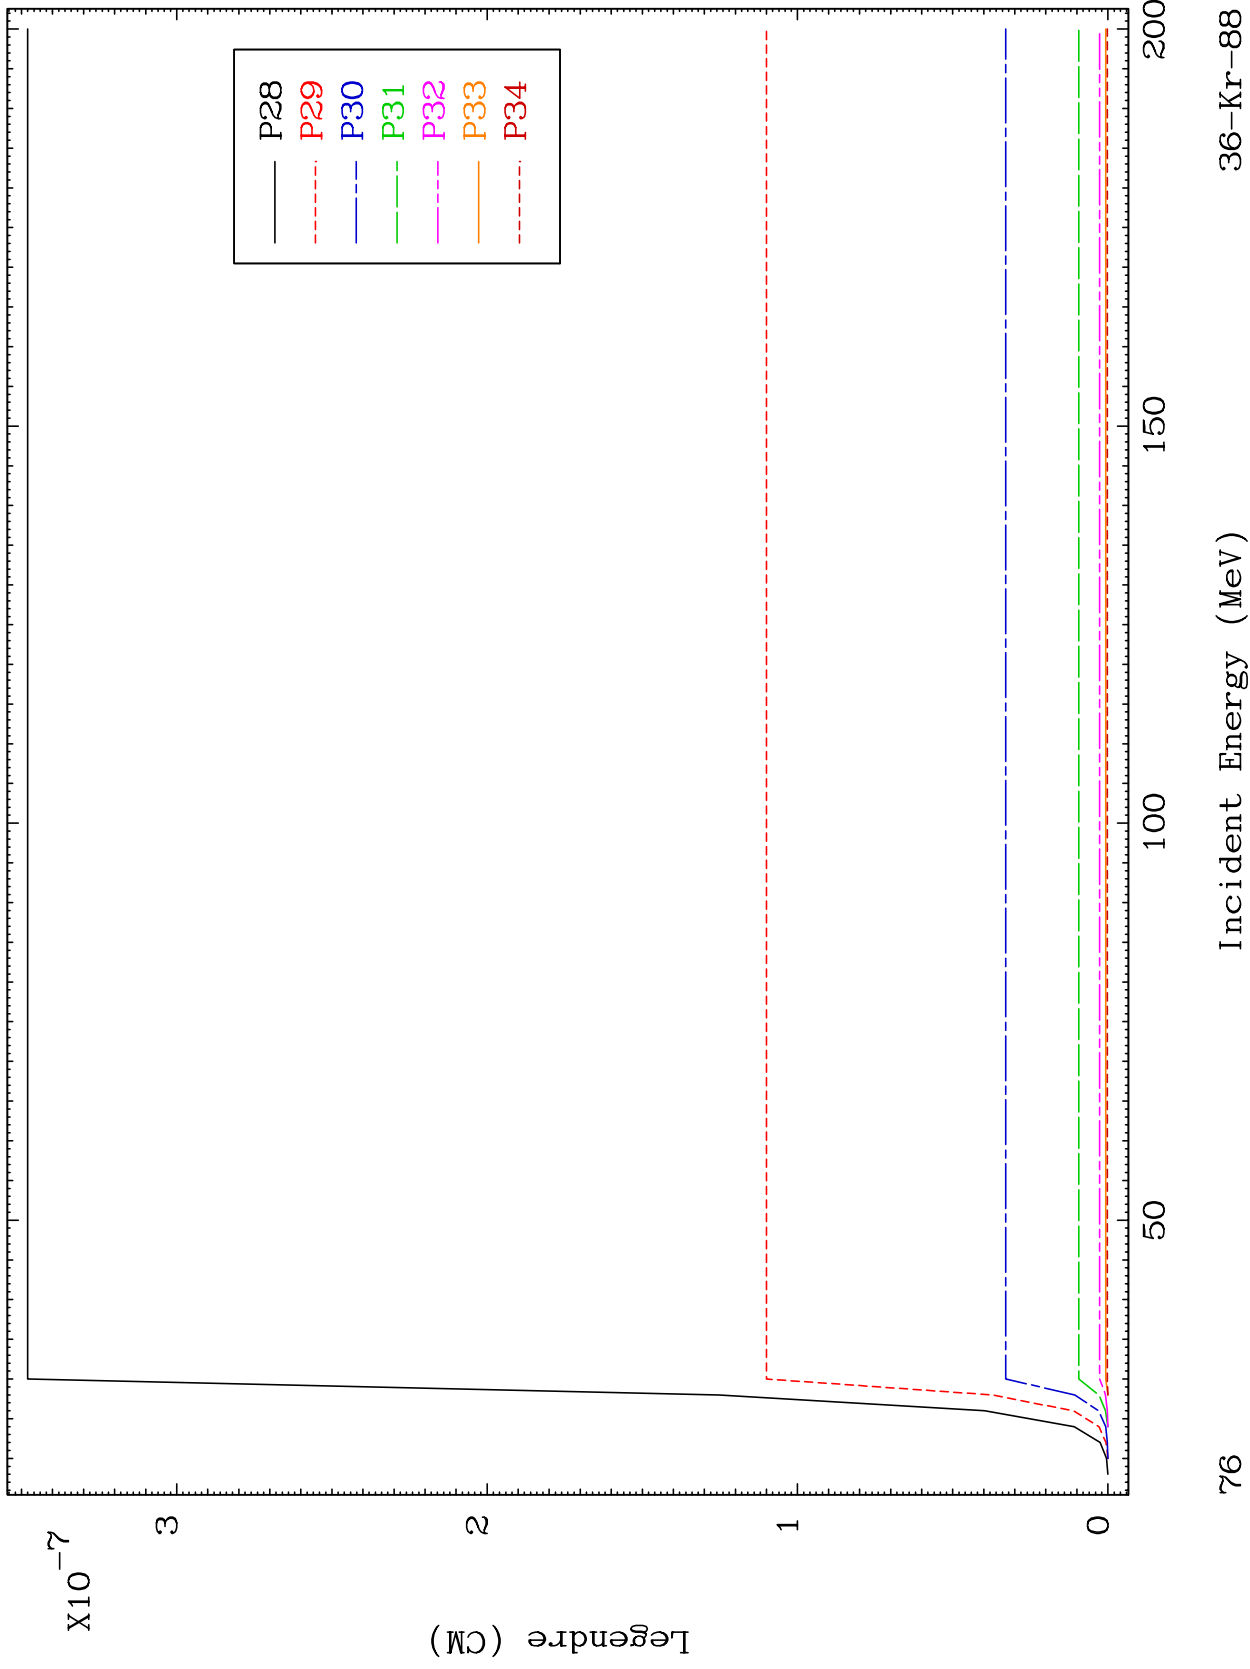 X10-7
3
2
1
0
Legendre (CM)
P28
P29
P30
P31
P32
P33
P34
50
100
150
200
Incident Energy (MeV)
76
36-Kr-88